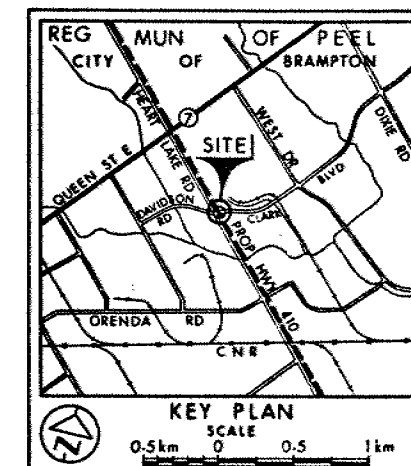 REG MUN OF PEEL
CITY OF BRAMPTON
HEART LAKE RD
7
SITE
WEST DR
DIXIE RD
QUEEN ST E
DAVIDSON RD
CLARK BLVD
PROP HWY 410
ORENDA RD
CNR
KEY PLAN
SCALE
0.5km 0 0.5 1km
N